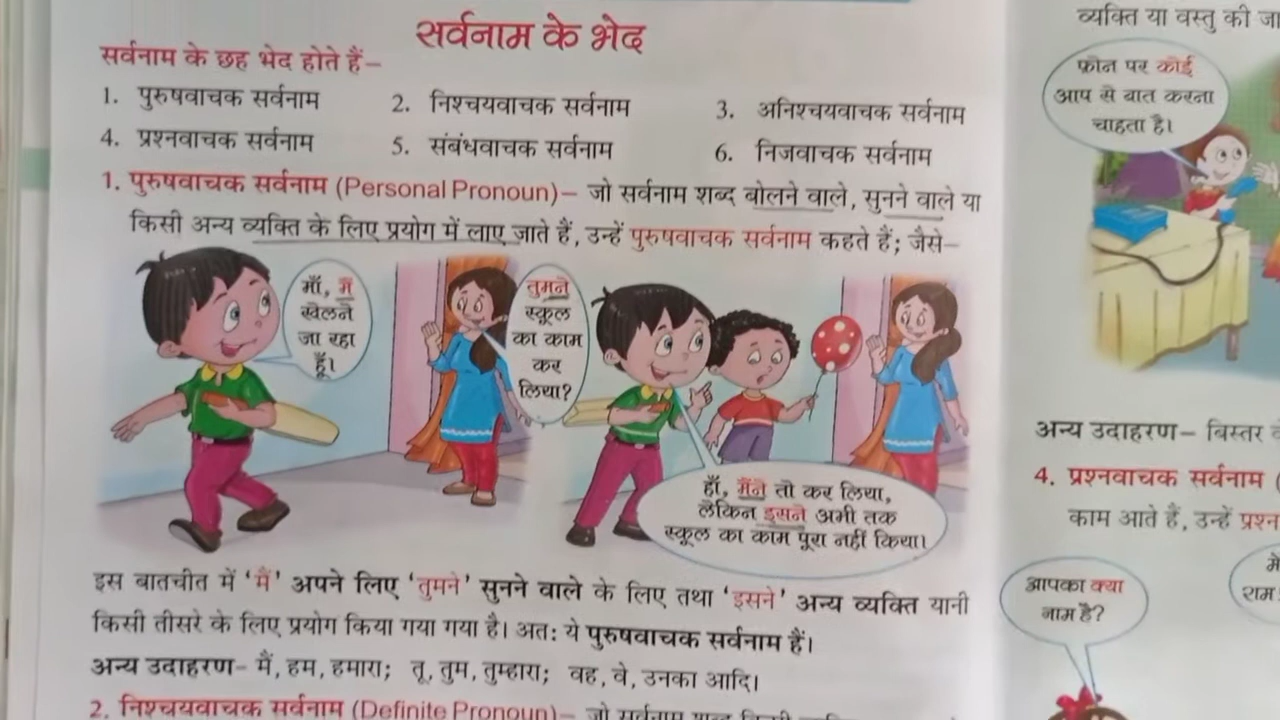 सर्वनाम के भेद
सर्वनाम के छह भेद होते हैं–
1. पुरुषवाचक सर्वनाम 2. निश्चयवाचक सर्वनाम 3. अनिश्चयवाचक सर्वनाम
4. प्रश्नवाचक सर्वनाम 5. संबंधवाचक सर्वनाम 6. निजवाचक सर्वनाम
1. पुरुषवाचक सर्वनाम (Personal Pronoun)– जो सर्वनाम शब्द बोलने वाले, सुनने वाले या
किसी अन्य व्यक्ति के लिए प्रयोग में लाए जाते हैं, उन्हें पुरुषवाचक सर्वनाम कहते हैं; जैसे–
माँ, मैं
खेलने
जा रहा
हूँ।
तुमने
स्कूल
का काम
कर
लिया?
हाँ, मैंने तो कर लिया,
लेकिन इसने अभी तक
स्कूल का काम पूरा नहीं किया।
इस बातचीत में 'मैं' अपने लिए 'तुमने' सुनने वाले के लिए तथा 'इसने' अन्य व्यक्ति यानी
किसी तीसरे के लिए प्रयोग किया गया गया है। अत: ये पुरुषवाचक सर्वनाम हैं।
अन्य उदाहरण– मैं, हम, हमारा; तू, तुम, तुम्हारा; वह, वे, उनका आदि।
2. निश्चयवाचक सर्वनाम (Definite Pronoun)– जो सर्वनाम शब्द
व्यक्ति या वस्तु की
फ़ोन पर कोई
आप से बात करना
चाहता है।
अन्य उदाहरण– बिस्तर
4. प्रश्नवाचक सर्वनाम (
काम आते हैं, उन्हें
आपका क्या
नाम है?
राम